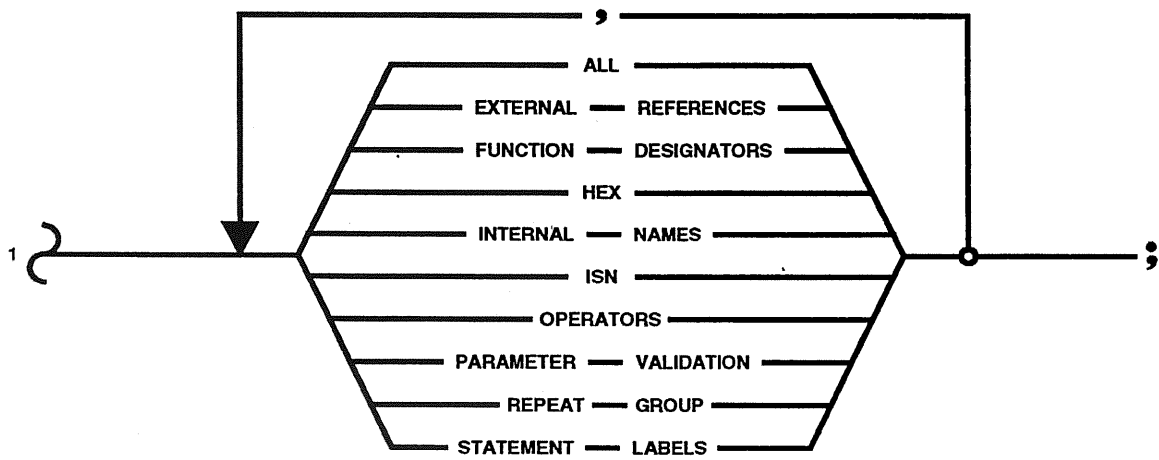 ,
ALL
EXTERNAL REFERENCES
FUNCTION DESIGNATORS
HEX
INTERNAL NAMES
1
;
ISN
OPERATORS
PARAMETER VALIDATION
REPEAT GROUP
STATEMENT LABELS